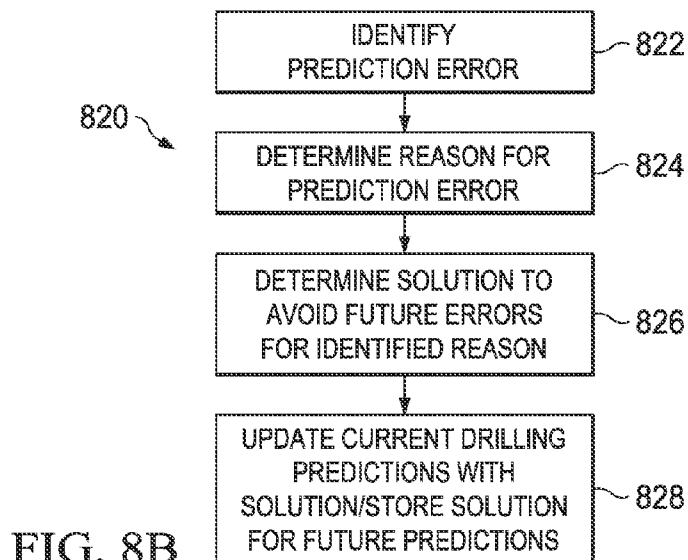 IDENTIFY
PREDICTION ERROR
822
820
DETERMINE REASON FOR
PREDICTION ERROR
824
DETERMINE SOLUTION TO
AVOID FUTURE ERRORS
FOR IDENTIFIED REASON
826
UPDATE CURRENT DRILLING
PREDICTIONS WITH
SOLUTION/STORE SOLUTION
FOR FUTURE PREDICTIONS
828
FIG. 8B